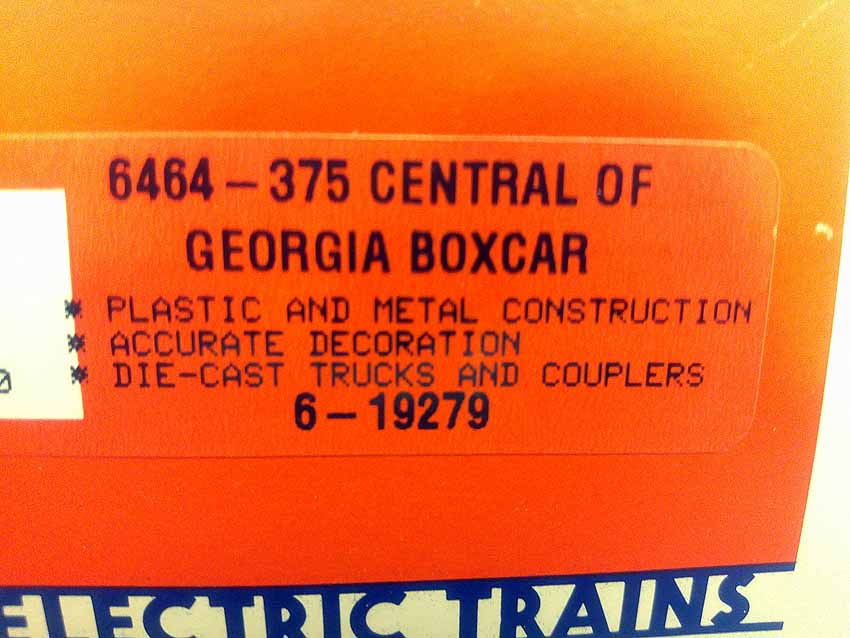 6464 – 375 CENTRAL OF
GEORGIA BOXCAR
* PLASTIC AND METAL CONSTRUCTION
* ACCURATE DECORATION
* DIE-CAST TRUCKS AND COUPLERS
6 – 19279
ELECTRIC TRAINS